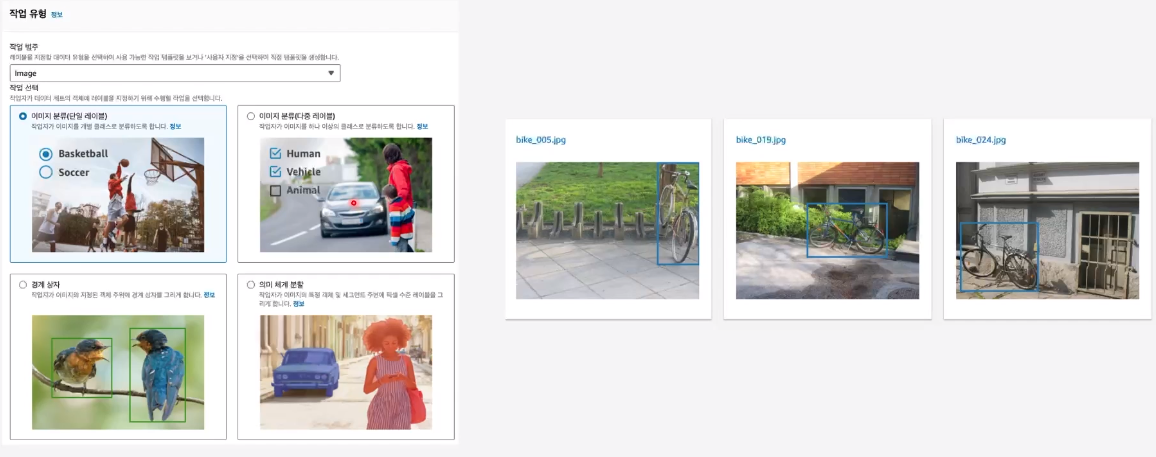 작업 유형 정보
작업 범주
레이블을 지정할 데이터 유형을 선택하여 사용 가능한 작업 템플릿을 보거나 '사용자 지정'을 선택하여 직접 템플릿을 생성합니다.
Image
작업 선택
작업자가 데이터 세트의 객체에 레이블을 지정하기 위해 수행할 작업을 선택합니다.
이미지 분류(단일 레이블)
작업자가 이미지를 개별 클래스로 분류하도록 합니다. 정보
Basketball
Soccer
이미지 분류(다중 레이블)
작업자가 이미지를 하나 이상의 클래스로 분류하도록 합니다. 정보
Human
Vehicle
Animal
경계 상자
작업자가 이미지의 지정된 객체 주위에 경계 상자를 그리게 합니다. 정보
의미 체계 분할
작업자가 이미지의 특정 객체 및 세그먼트 주변에 픽셀 수준 레이블을 그
리게 합니다. 정보
bike_005.jpg
bike_019.jpg
bike_024.jpg